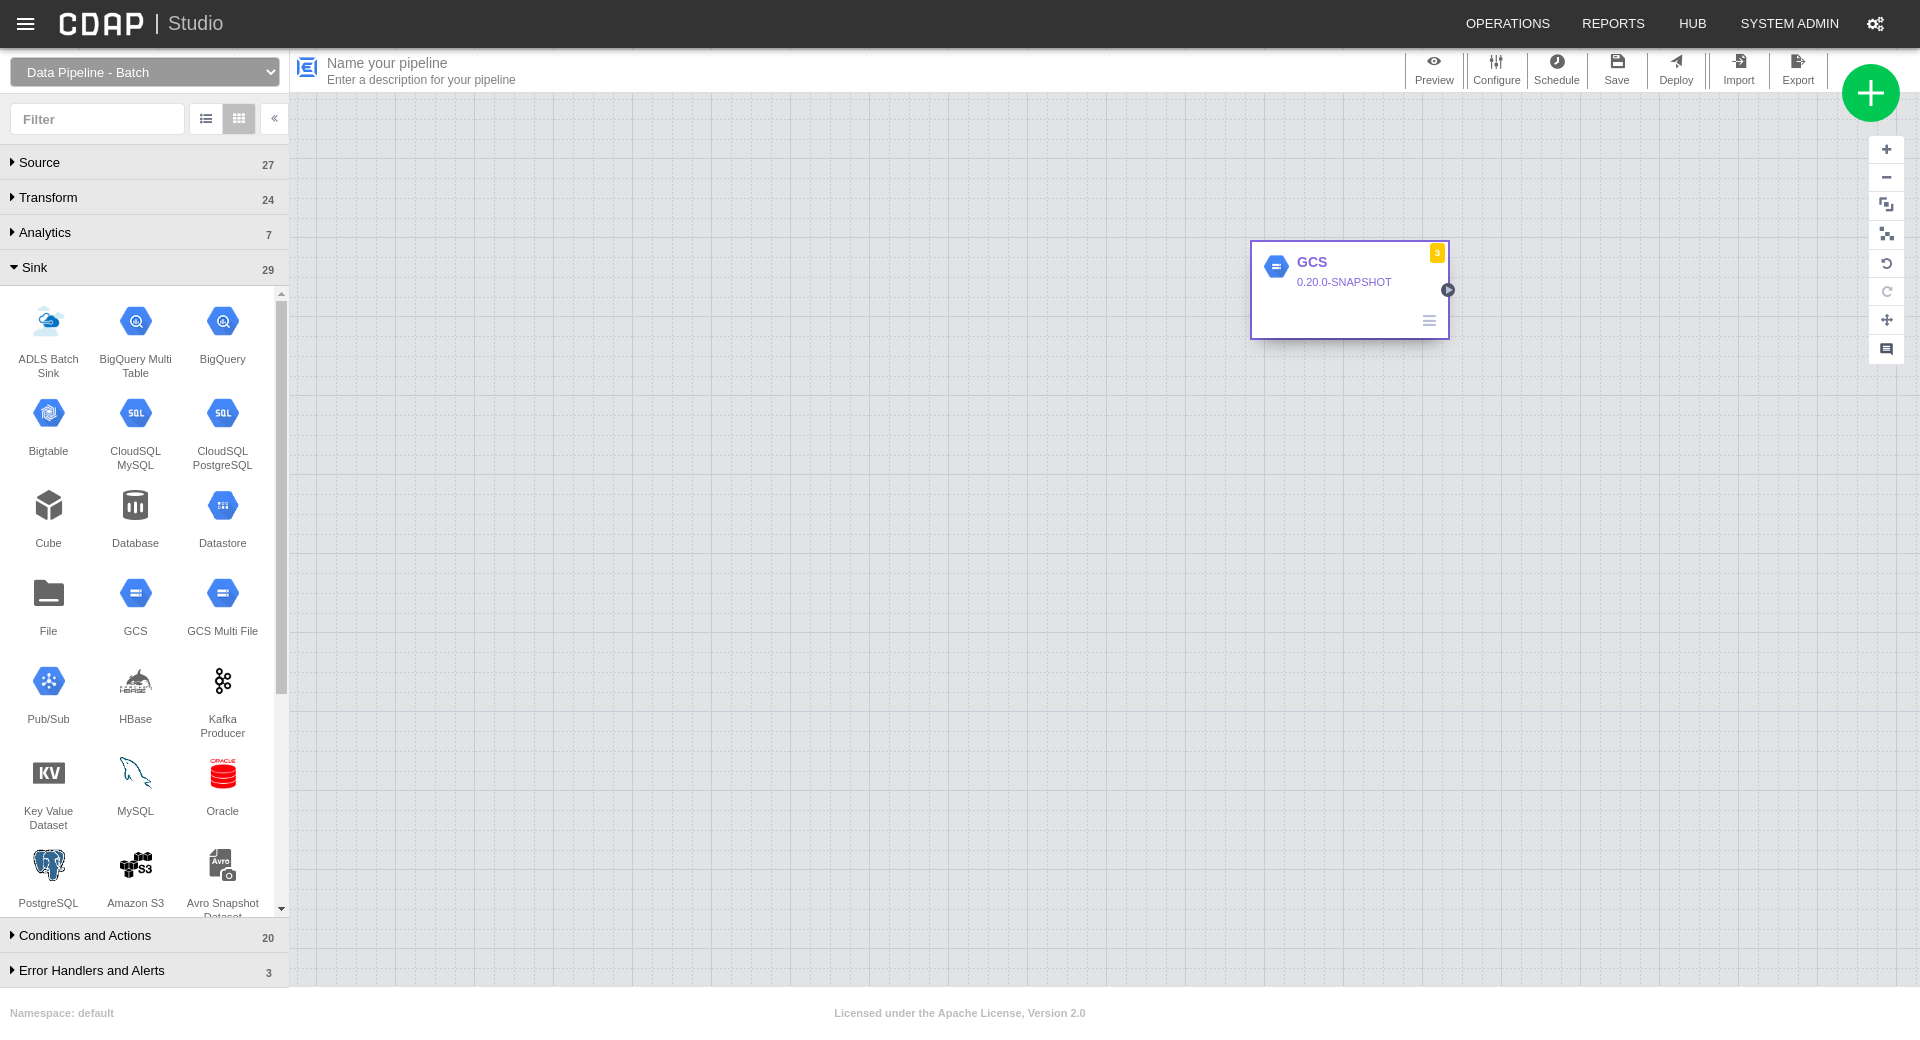 CDAP | Studio
OPERATIONS
REPORTS
HUB
SYSTEM ADMIN
Data Pipeline - Batch
Name your pipeline
Enter a description for your pipeline
Preview
Configure
Schedule
Save
Deploy
Import
Export
Filter
Source 27
Transform 24
Analytics 7
Sink 29
ADLS Batch
Sink
BigQuery Multi
Table
BigQuery
Bigtable
SQL
CloudSQL
MySQL
SQL
CloudSQL
PostgreSQL
Cube
Database
Datastore
File
GCS
GCS Multi File
Pub/Sub
HBASE
HBase
Kafka
Producer
KV
Key Value
Dataset
MySQL
ORACLE
Oracle
PostgreSQL
S3
Amazon S3
Avro
Avro Snapshot
Dataset
Conditions and Actions 20
Error Handlers and Alerts 3
GCS
3
0.20.0-SNAPSHOT
Namespace: default
Licensed under the Apache License, Version 2.0